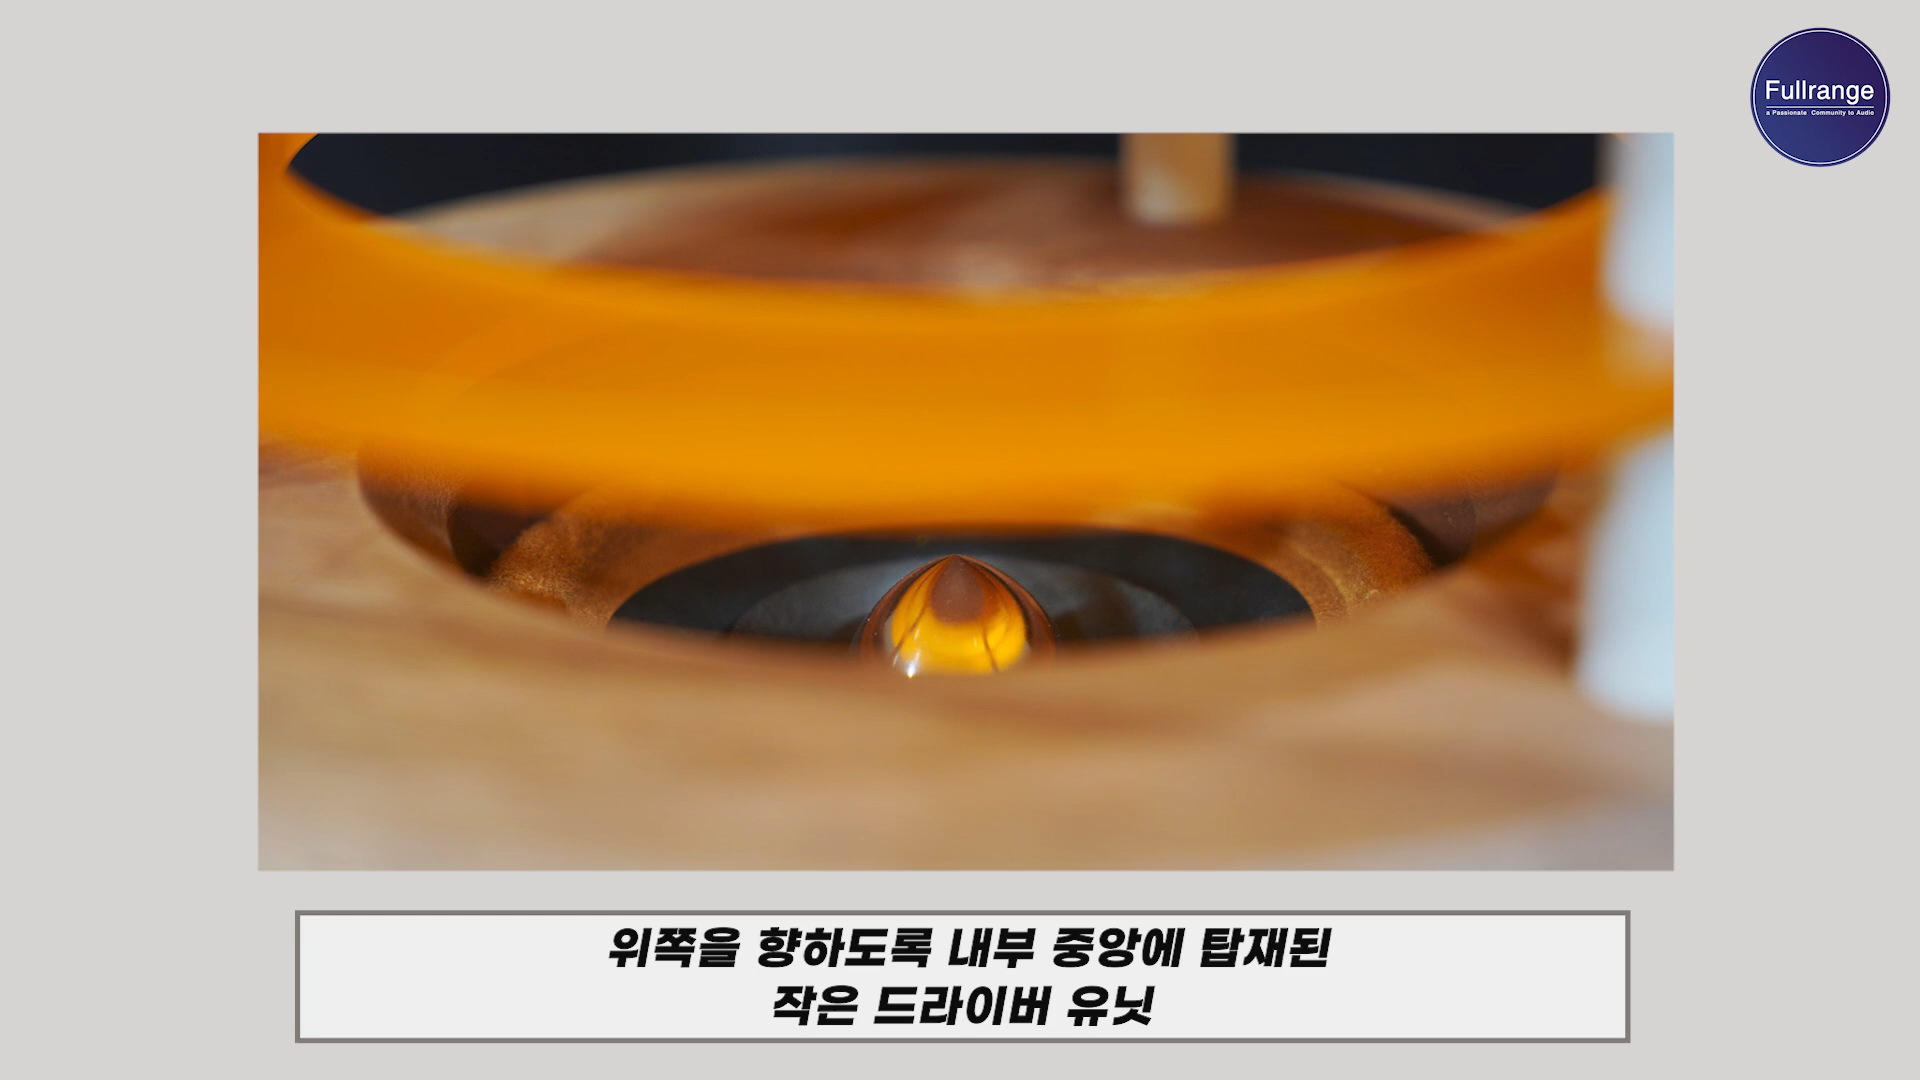 Fullrange
a Passionate Community to Audio
위쪽을 향하도록 내부 중앙에 탑재된
작은 드라이버 유닛